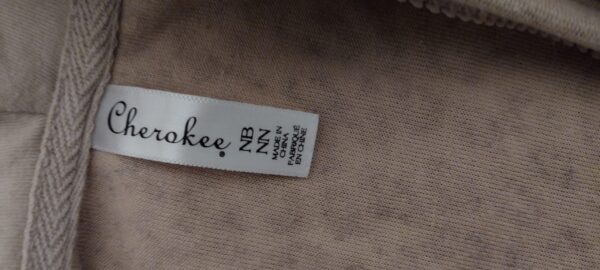 Cherokee.
NB
NN
MADE IN
CHINA
FABRIQUÉ
EN CHINE